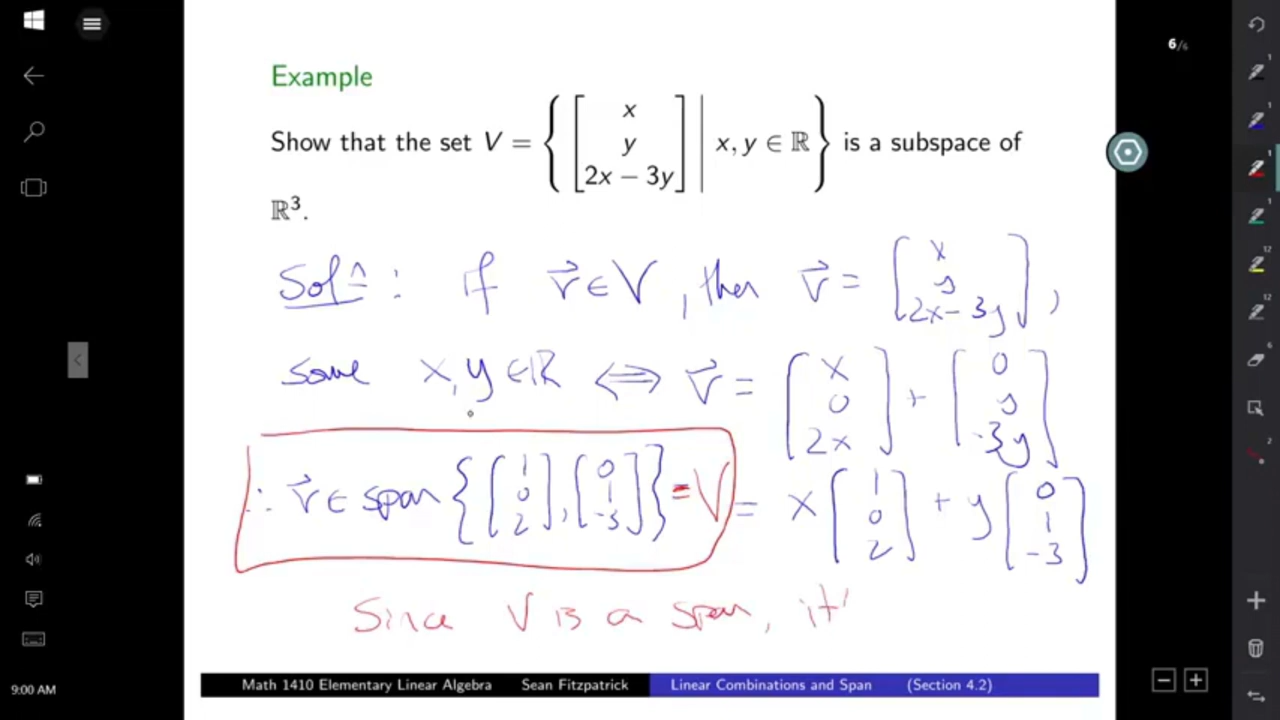 6/6
Example
Show that the set V = { [ x y 2x − 3y ] | x, y ∈ ℝ } is a subspace of
ℝ³.
Solⁿ: If v⃗ ∈ V, then v⃗ = [ x y 2x-3y ],
some x, y ∈ ℝ ⟺ v⃗ = [ x 0 2x ] + [ 0 y -3y ]
∴ v⃗ ∈ span { [ 1 0 2 ], [ 0 1 -3 ] } = V = x [ 1 0 2 ] + y [ 0 1 -3 ]
Since V is a span, it'
Math 1410 Elementary Linear Algebra Sean Fitzpatrick Linear Combinations and Span (Section 4.2)
9:00 AM